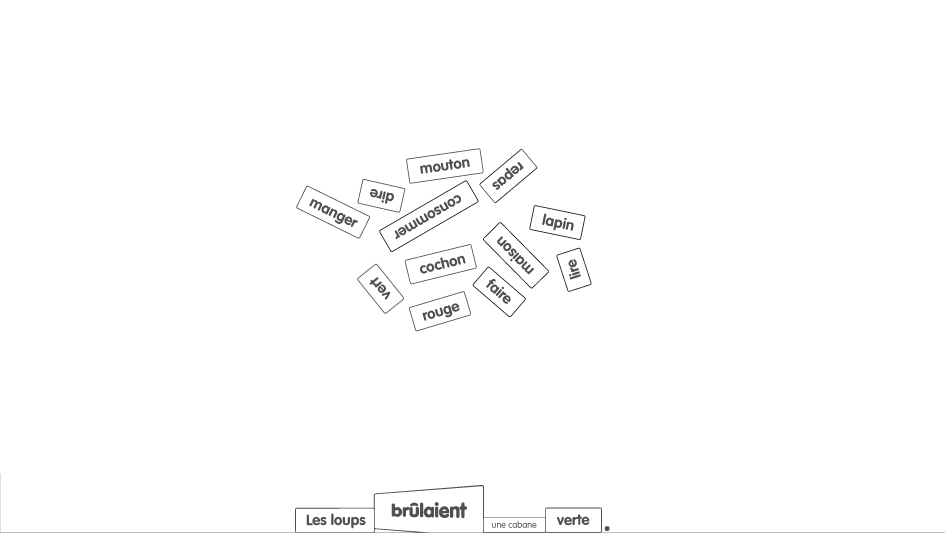 mouton
repas
dire
manger
consommer
lapin
maison
cochon
lire
vert
faire
rouge
Les loups brûlaient une cabane verte.